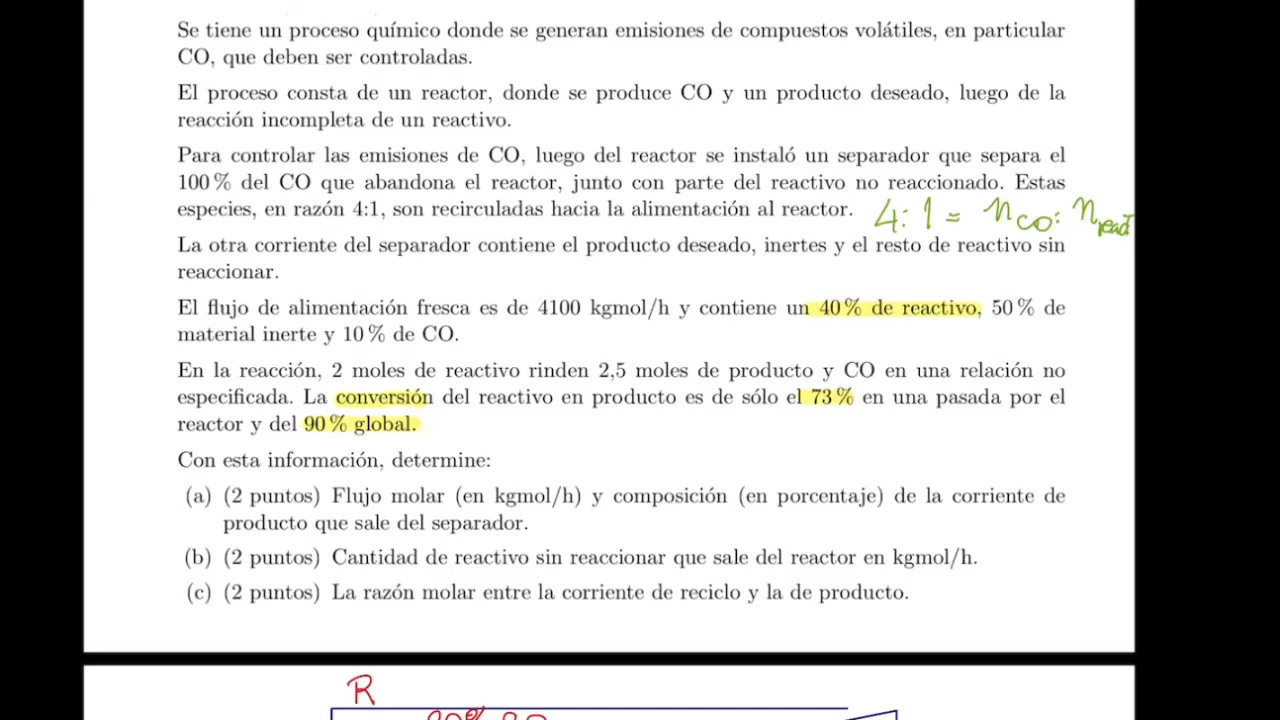 Se tiene un proceso químico donde se generan emisiones de compuestos volátiles, en particular
CO, que deben ser controladas.
El proceso consta de un reactor, donde se produce CO y un producto deseado, luego de la
reacción incompleta de un reactivo.
Para controlar las emisiones de CO, luego del reactor se instaló un separador que separa el
100 % del CO que abandona el reactor, junto con parte del reactivo no reaccionado. Estas
especies, en razón 4:1, son recirculadas hacia la alimentación al reactor. 4:1 = nCO: nreact
La otra corriente del separador contiene el producto deseado, inertes y el resto de reactivo sin
reaccionar.
El flujo de alimentación fresca es de 4100 kgmol/h y contiene un 40 % de reactivo, 50 % de
material inerte y 10 % de CO.
En la reacción, 2 moles de reactivo rinden 2,5 moles de producto y CO en una relación no
especificada. La conversión del reactivo en producto es de sólo el 73 % en una pasada por el
reactor y del 90 % global.
Con esta información, determine:
(a) (2 puntos) Flujo molar (en kgmol/h) y composición (en porcentaje) de la corriente de
producto que sale del separador.
(b) (2 puntos) Cantidad de reactivo sin reaccionar que sale del reactor en kgmol/h.
(c) (2 puntos) La razón molar entre la corriente de reciclo y la de producto.
R